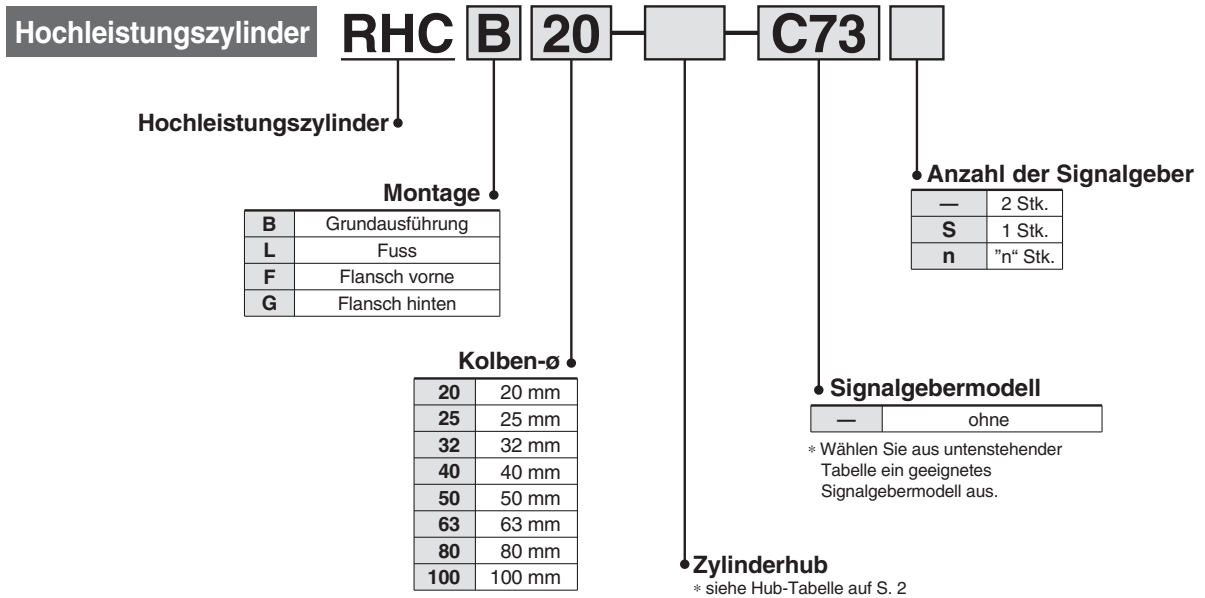 Hochleistungszylinder RHC B 20 - - C73
Hochleistungszylinder
Anzahl der Signalgeber
— 2 Stk.
S 1 Stk.
n "n“ Stk.
Montage
B Grundausführung
L Fuss
F Flansch vorne
G Flansch hinten
Kolben-ø
20 20 mm
25 25 mm
32 32 mm
40 40 mm
50 50 mm
63 63 mm
80 80 mm
100 100 mm
Signalgebermodell
— ohne
* Wählen Sie aus untenstehender
Tabelle ein geeignetes
Signalgebermodell aus.
Zylinderhub
* siehe Hub-Tabelle auf S. 2